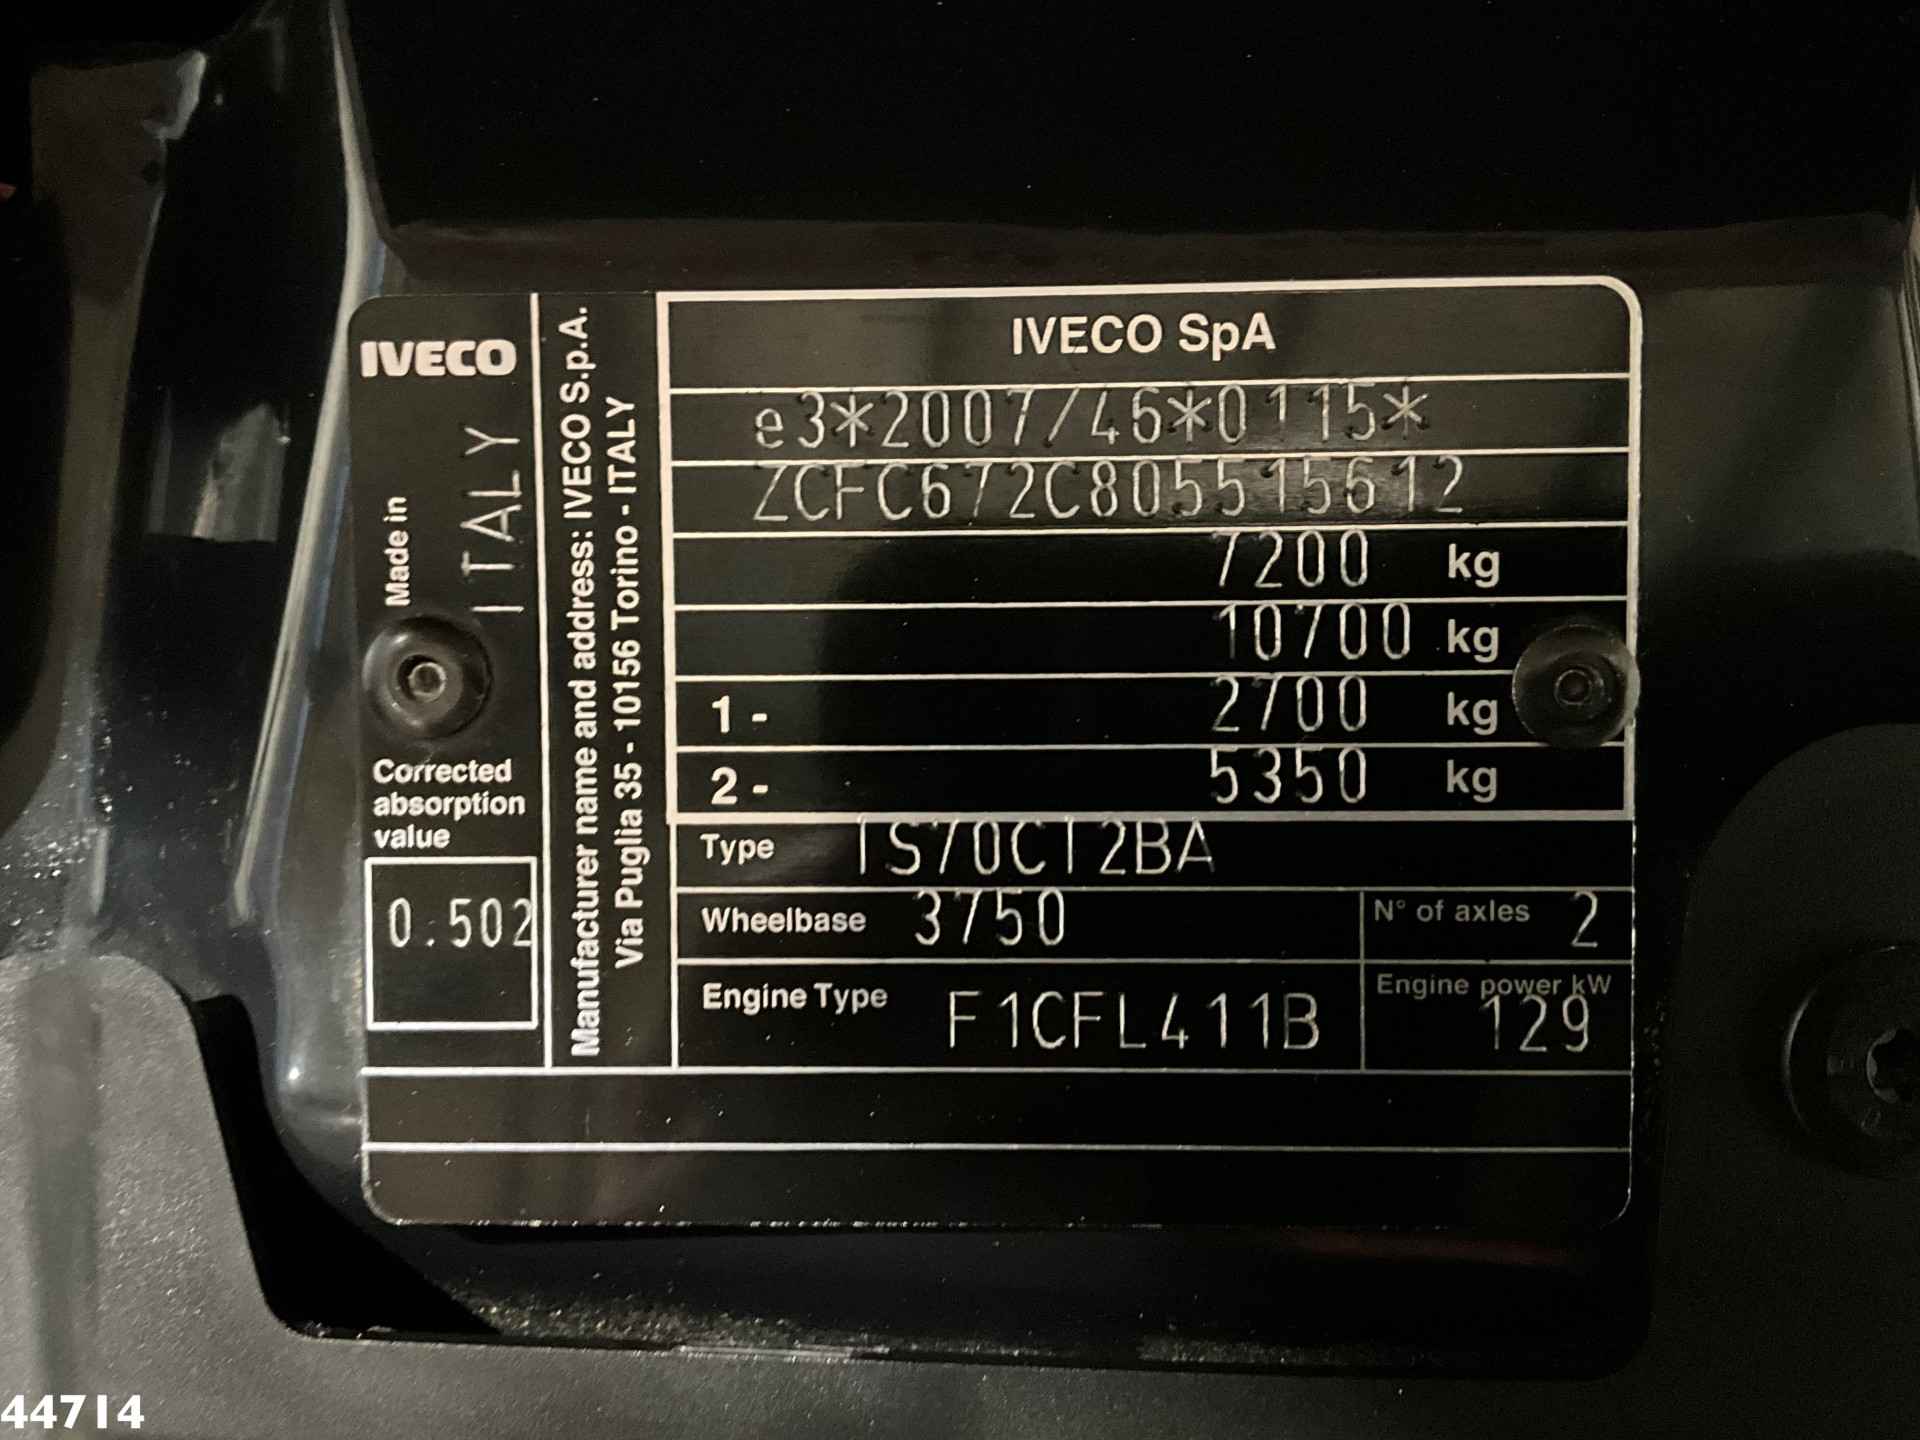 IVECO
Made in
ITALY
Corrected
absorption
value
0.502
Manufacturer name and address: IVECO S.p.A.
Via Puglia 35 - 10156 Torino - ITALY
IVECO SpA
e3*2007/46*0115*
ZCFC672C805515612
7200 kg
10700 kg
1 - 2700 kg
2 - 5350 kg
Type IS70CI2BA
Wheelbase 3750
N° of axles 2
Engine Type F1CFL411B
Engine power kW
129
44714